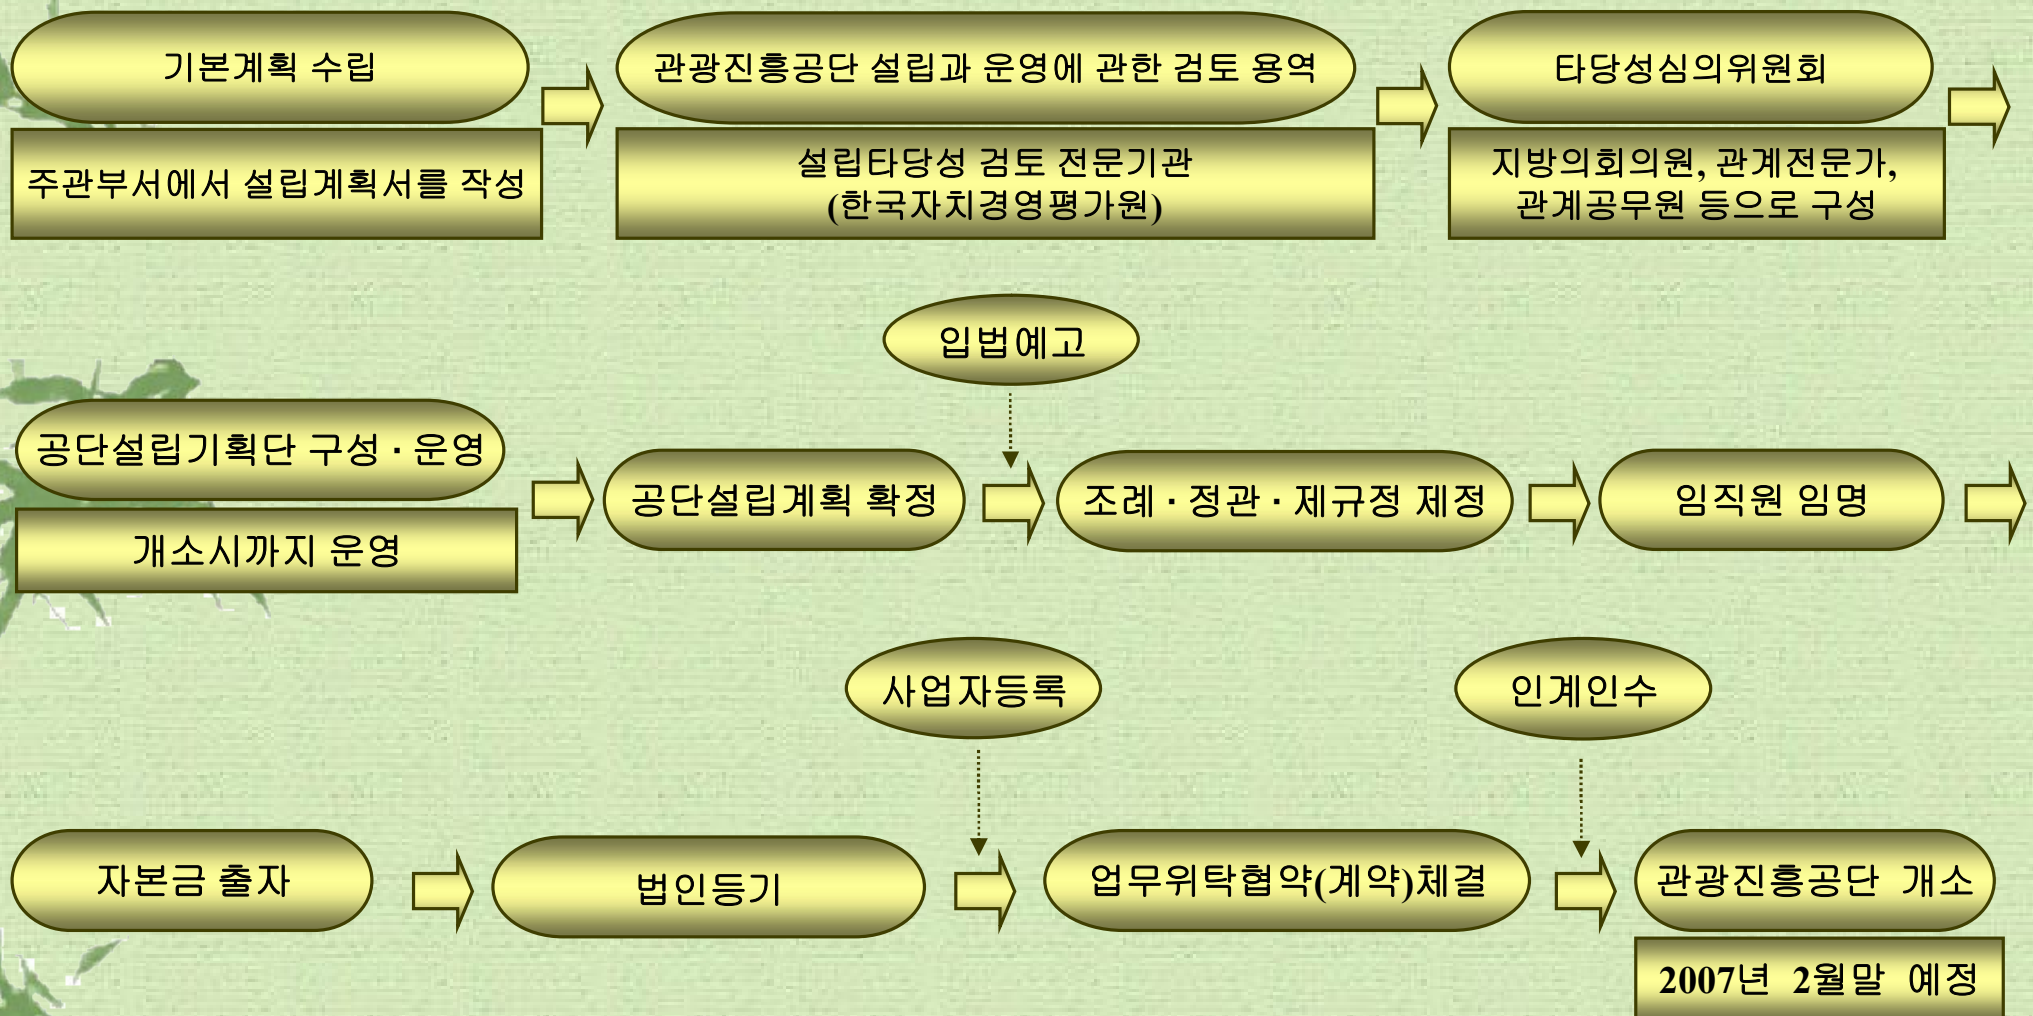 기본계획 수립
주관부서에서 설립계획서를 작성
관광진흥공단 설립과 운영에 관한 검토 용역
설립타당성 검토 전문기관
(한국자치경영평가원)
타당성심의위원회
지방의회의원, 관계전문가,
관계공무원 등으로 구성
공단설립기획단 구성 · 운영
개소시까지 운영
공단설립계획 확정
입법예고
조례 · 정관 · 제규정 제정
임직원 임명
자본금 출자
법인등기
사업자등록
업무위탁협약(계약)체결
인계인수
관광진흥공단 개소
2007년 2월말 예정